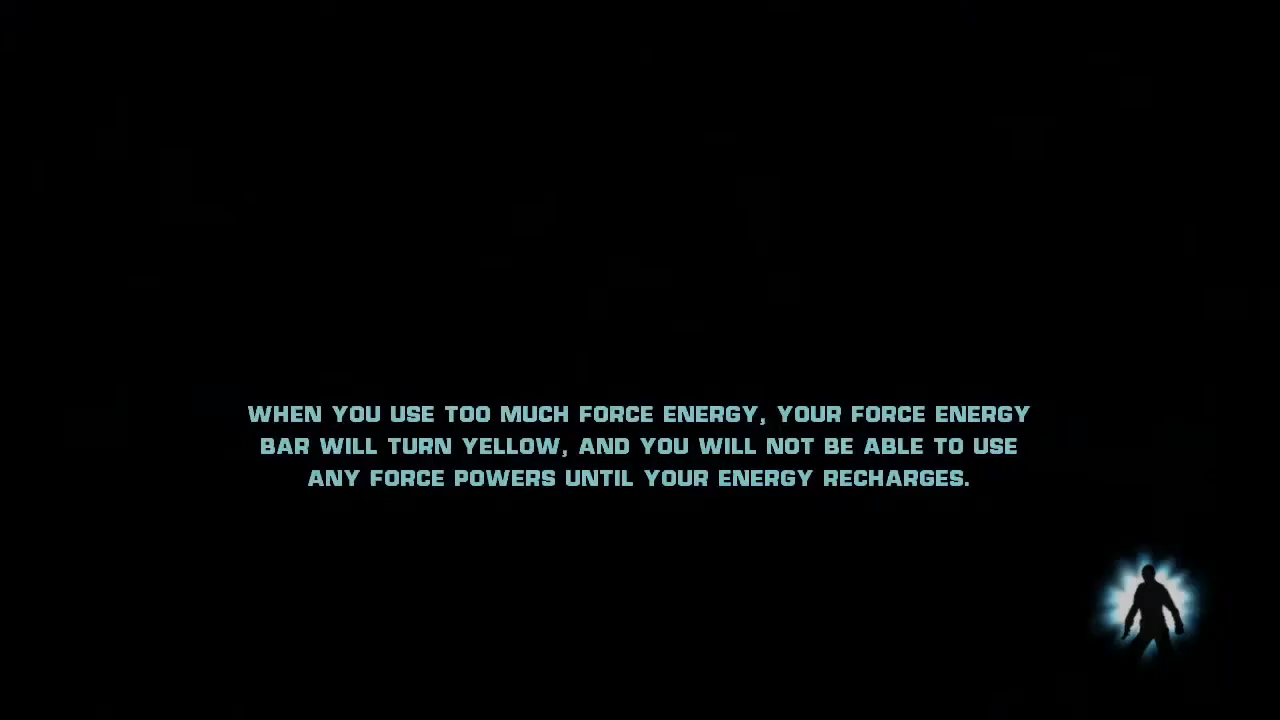 WHEN YOU USE TOO MUCH FORCE ENERGY, YOUR FORCE ENERGY
BAR WILL TURN YELLOW, AND YOU WILL NOT BE ABLE TO USE
ANY FORCE POWERS UNTIL YOUR ENERGY RECHARGES.